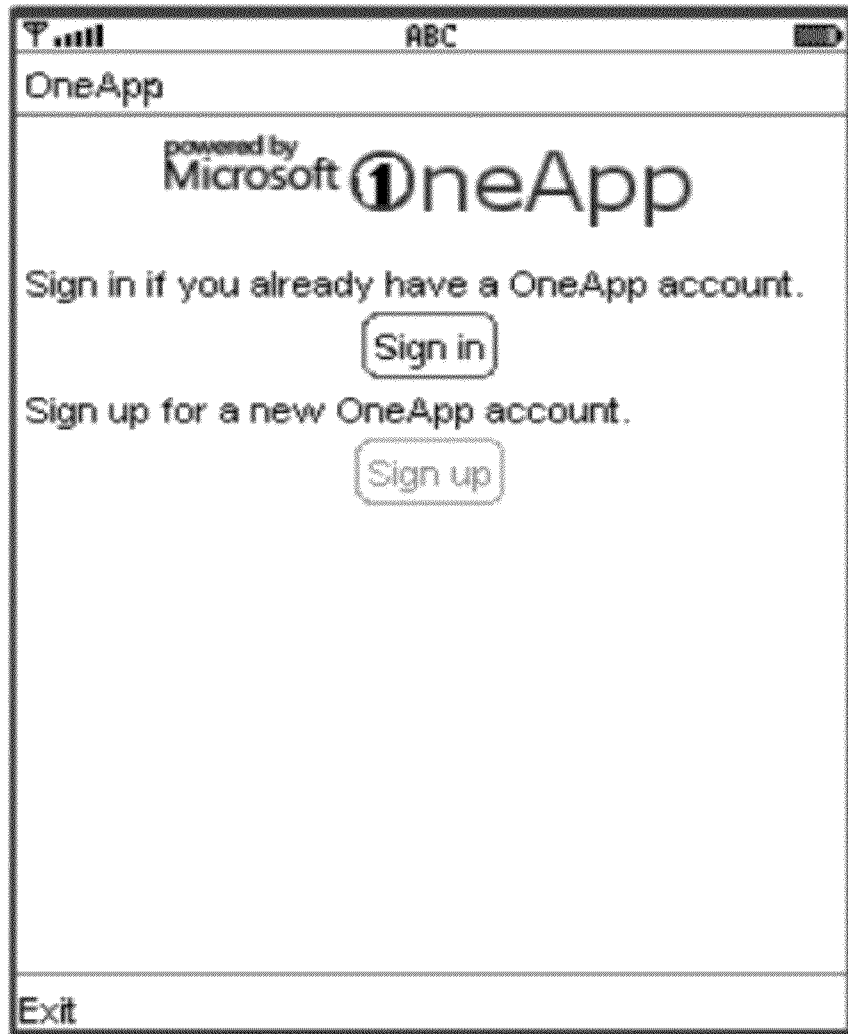 ABC
OneApp
powered by
Microsoft 1neApp
Sign in if you already have a OneApp account.
Sign in
Sign up for a new OneApp account.
Sign up
Exit